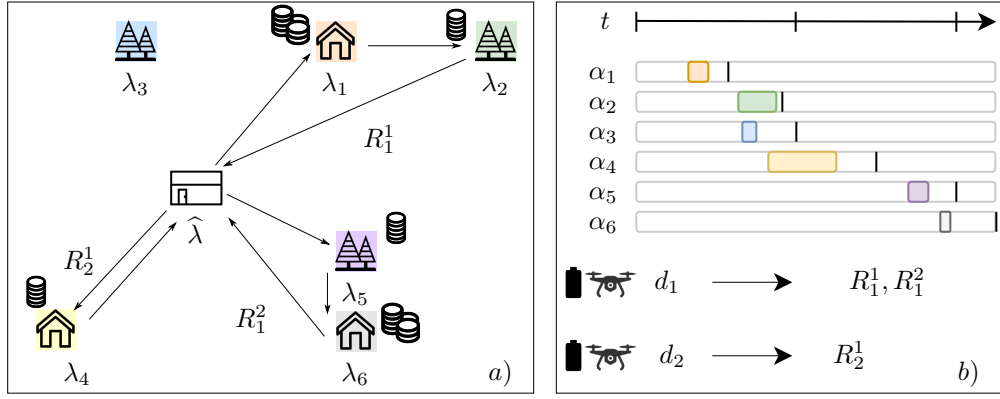 λ₃
λ₁
λ₂
R₁¹
λ̂
R₂¹
λ₅
R₁²
λ₄
λ₆
a)
t
α₁
α₂
α₃
α₄
α₅
α₆
d₁ R₁¹, R₁²
d₂ R₂¹
b)